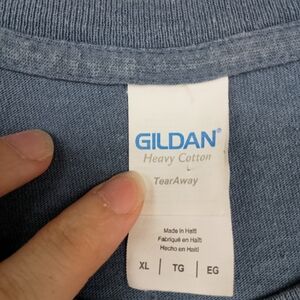 GILDAN®
Heavy Cotton
TearAway
Made in Haiti
Fabriqué en Haïti
Hecho en Haití
XL | TG | EG